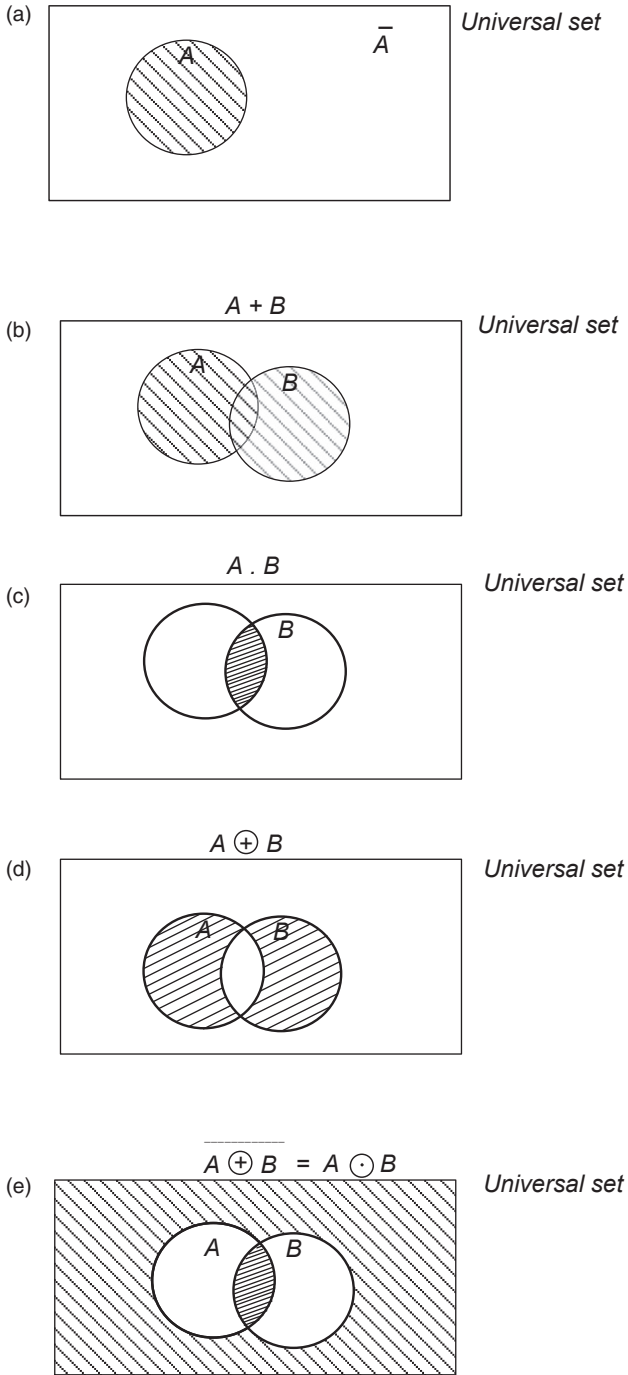 (a)
Universal set
A
A̅
(b)
A + B
Universal set
A
B
(c)
A . B
Universal set
B
(d)
A ⊕ B
Universal set
A
B
(e)
A ⊕ B = A ⊙ B
Universal set
A
B